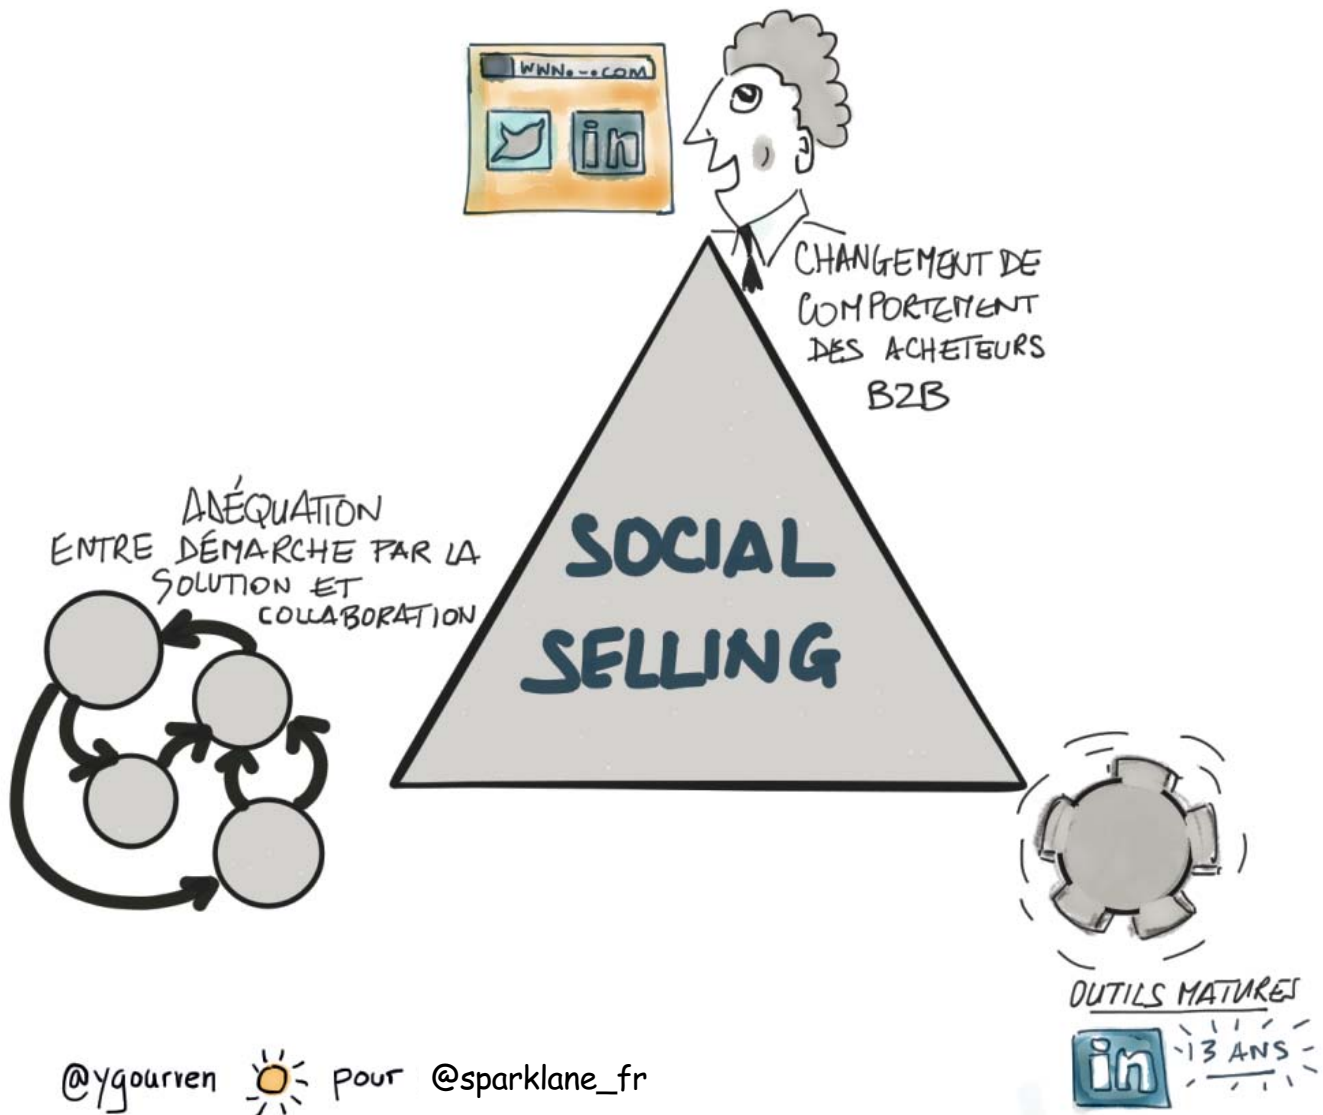 WWW.-.COM
in
CHANGEMENT DE
COMPORTEMENT
DES ACHETEURS
B2B
ADÉQUATION
ENTRE DÉMARCHE PAR LA
SOLUTION ET
COLLABORATION
SOCIAL
SELLING
OUTILS MATURES
in
13 ANS
@ygourven pour @sparklane_fr